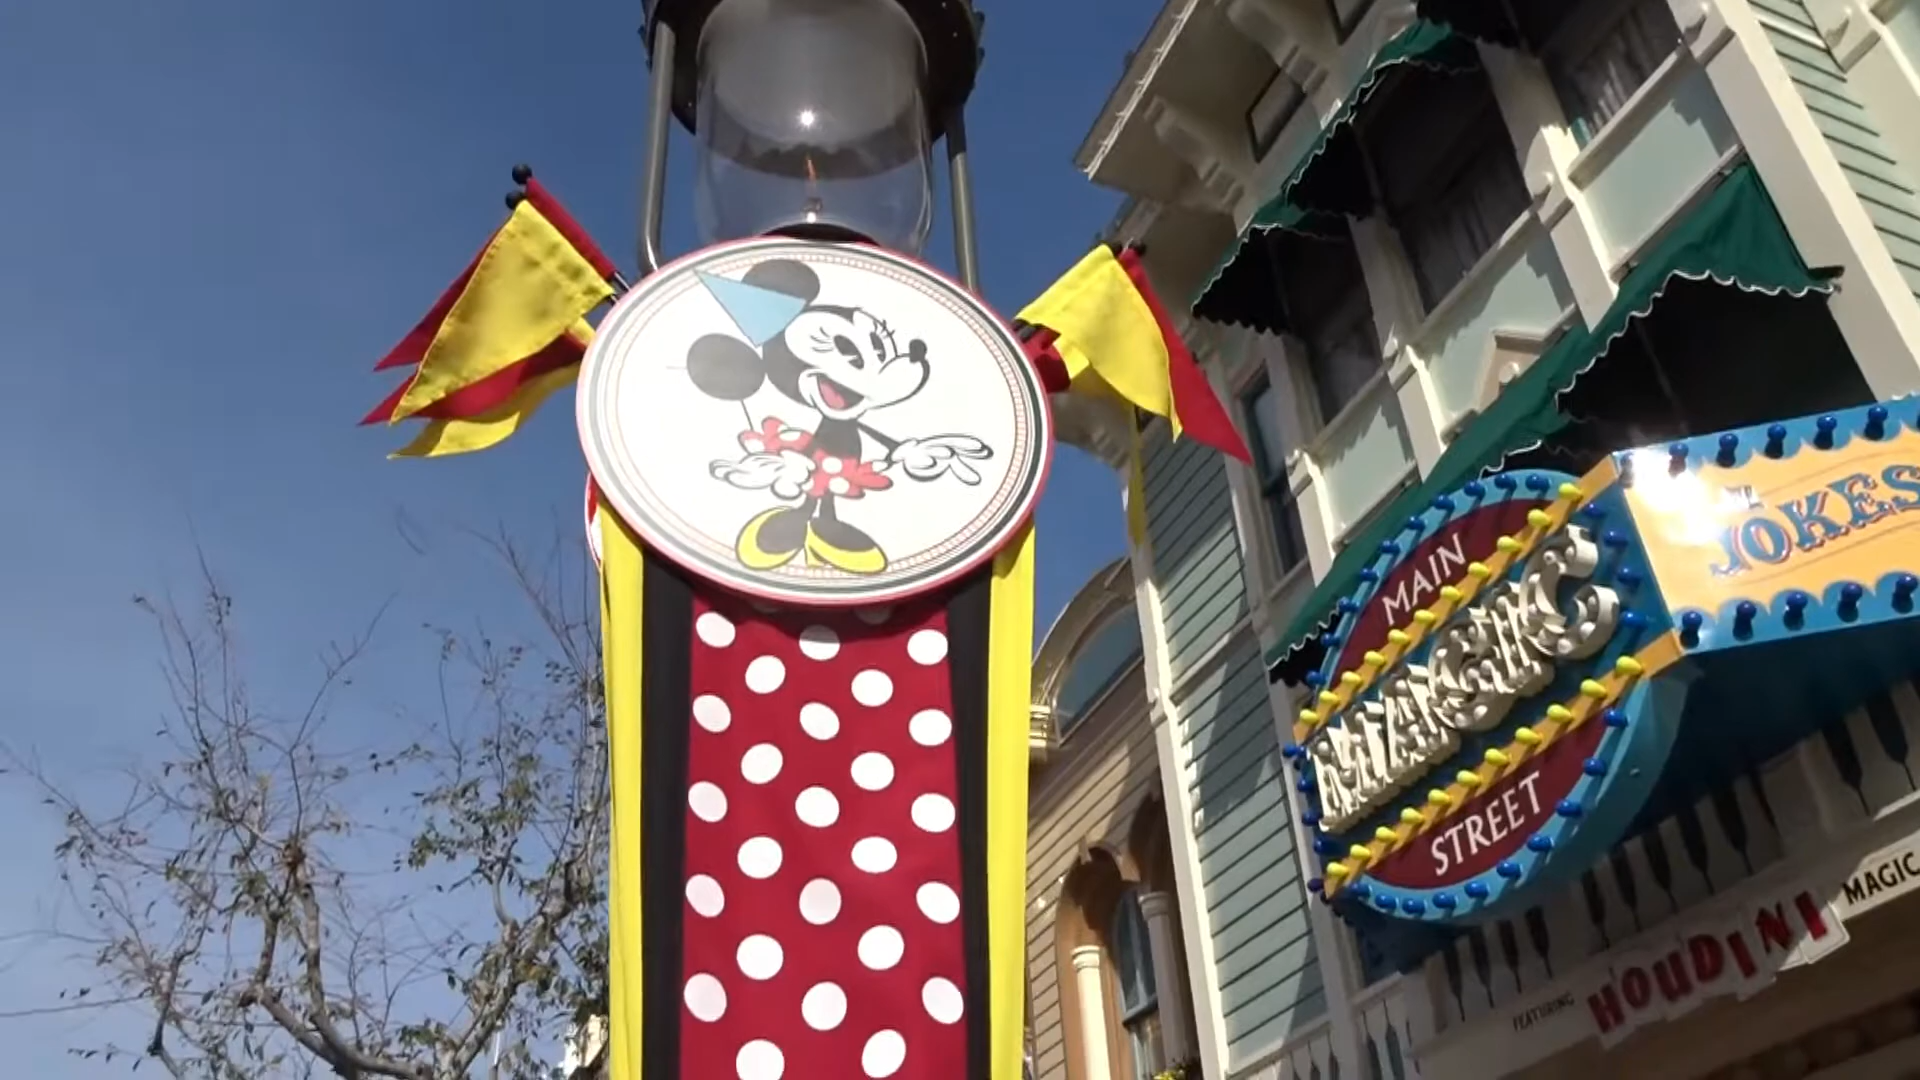 MAIN
MAGIC
STREET
JOKES
FEATURING HOUDINI MAGIC